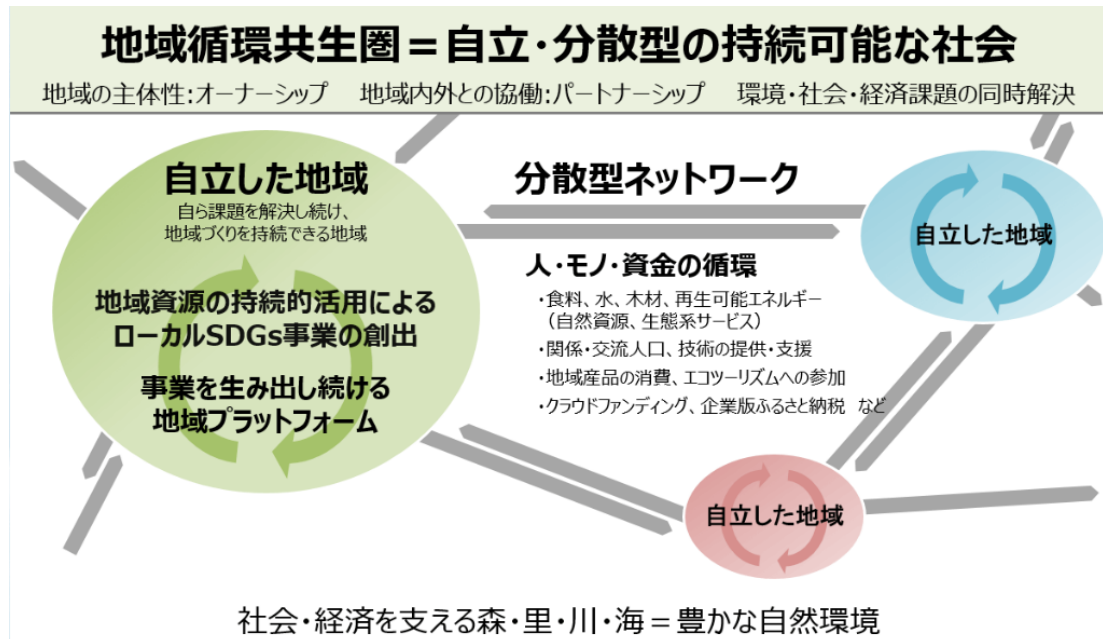 地域循環共生圏＝自立・分散型の持続可能な社会
地域の主体性:オーナーシップ　地域内外との協働:パートナーシップ　環境・社会・経済課題の同時解決
自立した地域
自ら課題を解決し続け、
地域づくりを持続できる地域
地域資源の持続的活用による
ローカルSDGs事業の創出
事業を生み出し続ける
地域プラットフォーム
分散型ネットワーク
人・モノ・資金の循環
・食料、水、木材、再生可能エネルギー
（自然資源、生態系サービス）
・関係・交流人口、技術の提供・支援
・地域産品の消費、エコツーリズムへの参加
・クラウドファンディング、企業版ふるさと納税　など
自立した地域
自立した地域
社会・経済を支える森・里・川・海＝豊かな自然環境